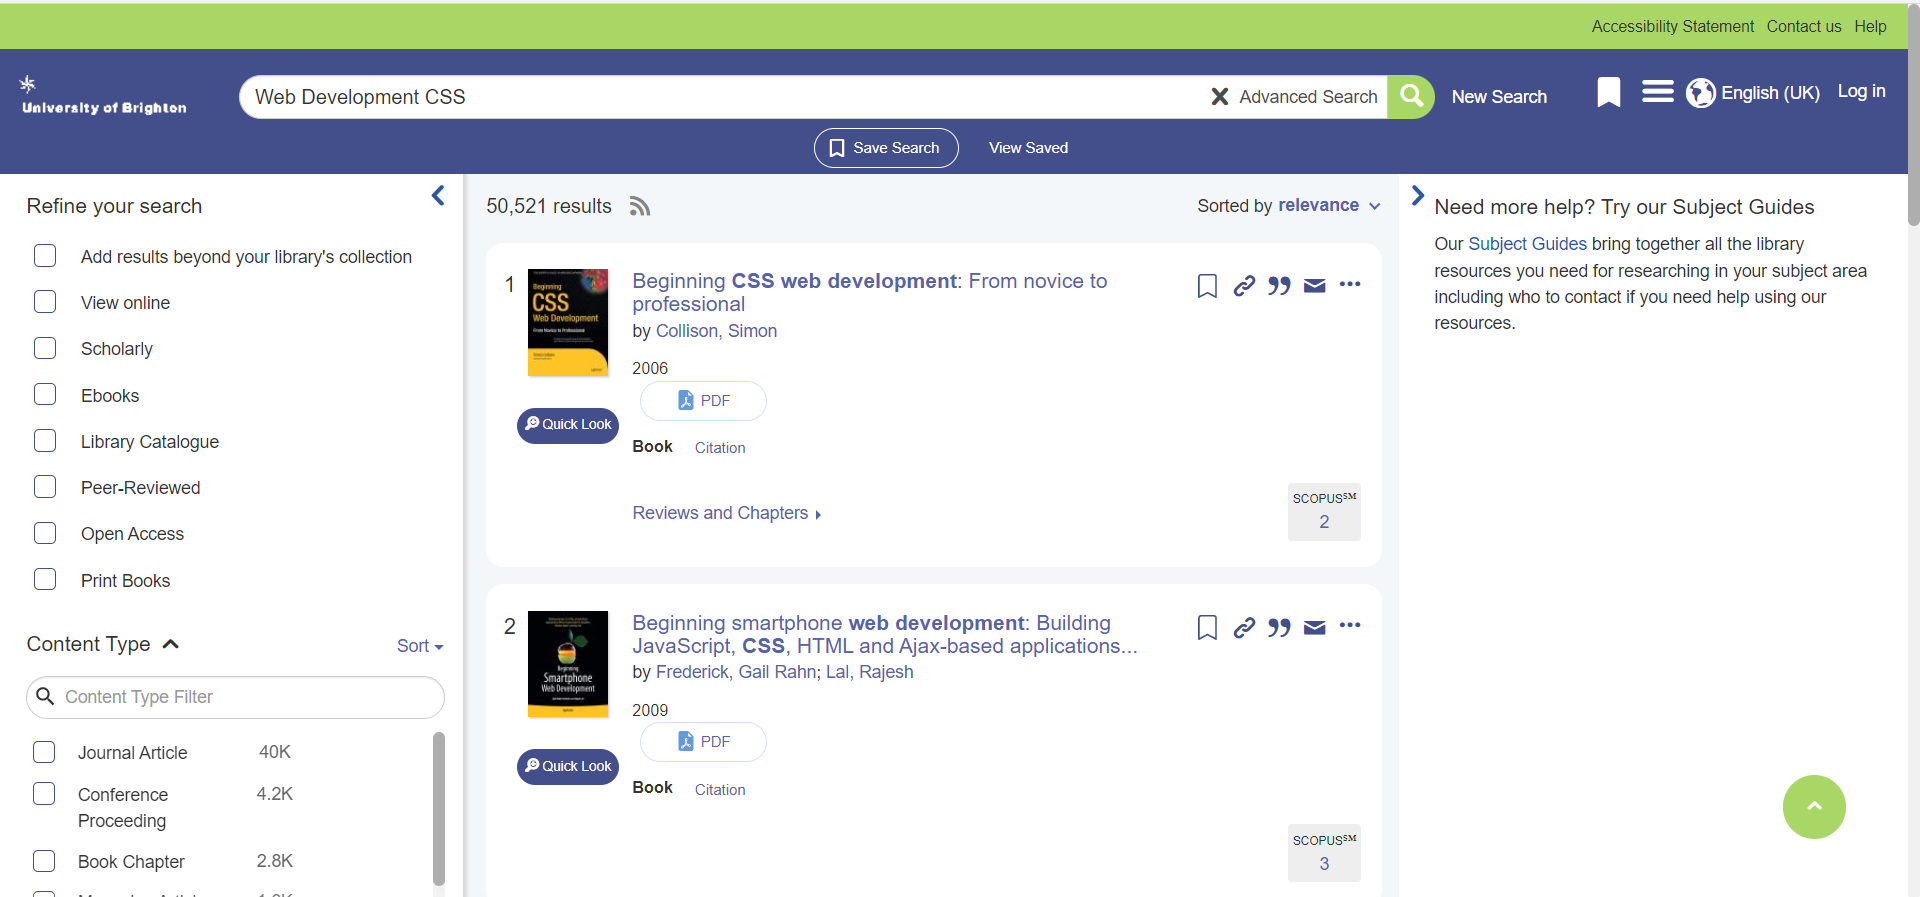 Accessibility Statement Contact us Help
University of Brighton
Web Development CSS
Advanced Search
New Search
English (UK)
Log in
Save Search
View Saved
Refine your search
Add results beyond your library's collection
View online
Scholarly
Ebooks
Library Catalogue
Peer-Reviewed
Open Access
Print Books
Content Type
Sort
Content Type Filter
Journal Article 40K
Conference 4.2K
Proceeding
Book Chapter 2.8K
50,521 results
Sorted by relevance
1
Beginning
CSS
Web Development
From Novice to Professional
Quick Look
Beginning CSS web development: From novice to
professional
by Collison, Simon
2006
PDF
Book Citation
Reviews and Chapters
SCOPUS℠
2
2
Beginning
Smartphone
Web Development
Quick Look
Beginning smartphone web development: Building
JavaScript, CSS, HTML and Ajax-based applications...
by Frederick, Gail Rahn; Lal, Rajesh
2009
PDF
Book Citation
SCOPUS℠
3
Need more help? Try our Subject Guides
Our Subject Guides bring together all the library
resources you need for researching in your subject area
including who to contact if you need help using our
resources.